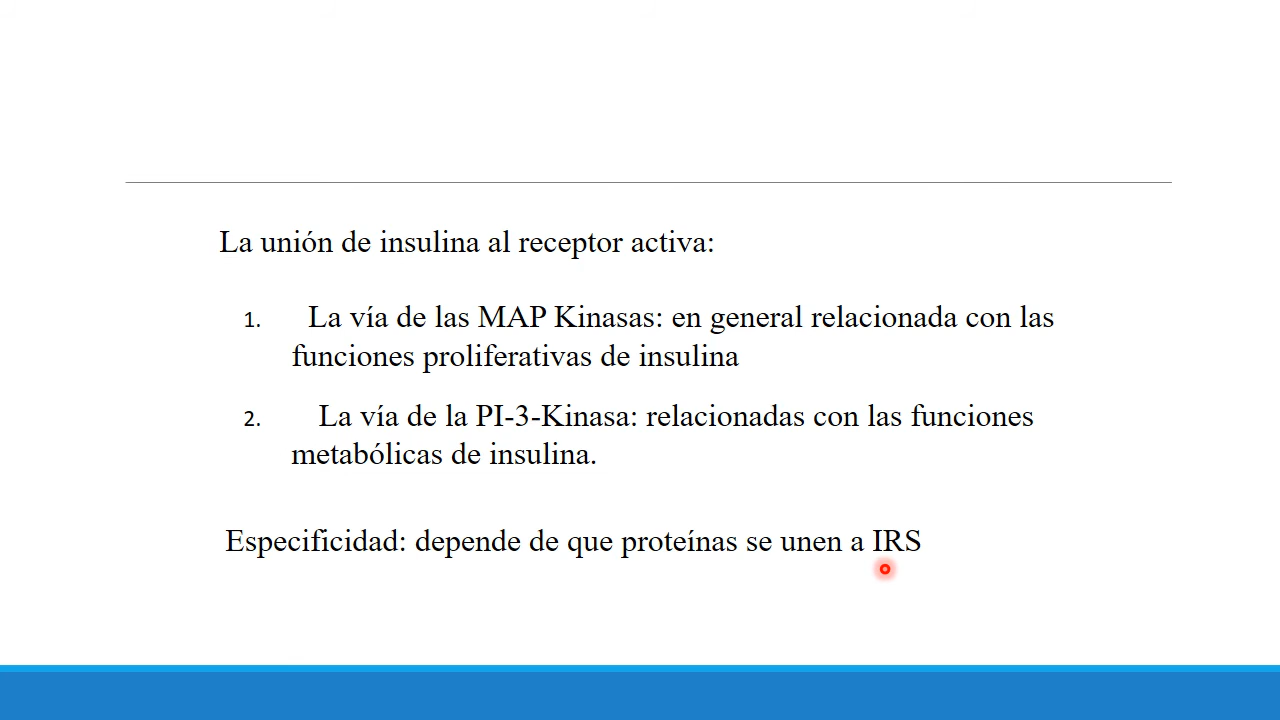 La unión de insulina al receptor activa:
1. La vía de las MAP Kinasas: en general relacionada con las
funciones proliferativas de insulina
2. La vía de la PI-3-Kinasa: relacionadas con las funciones
metabólicas de insulina.
Especificidad: depende de que proteínas se unen a IRS